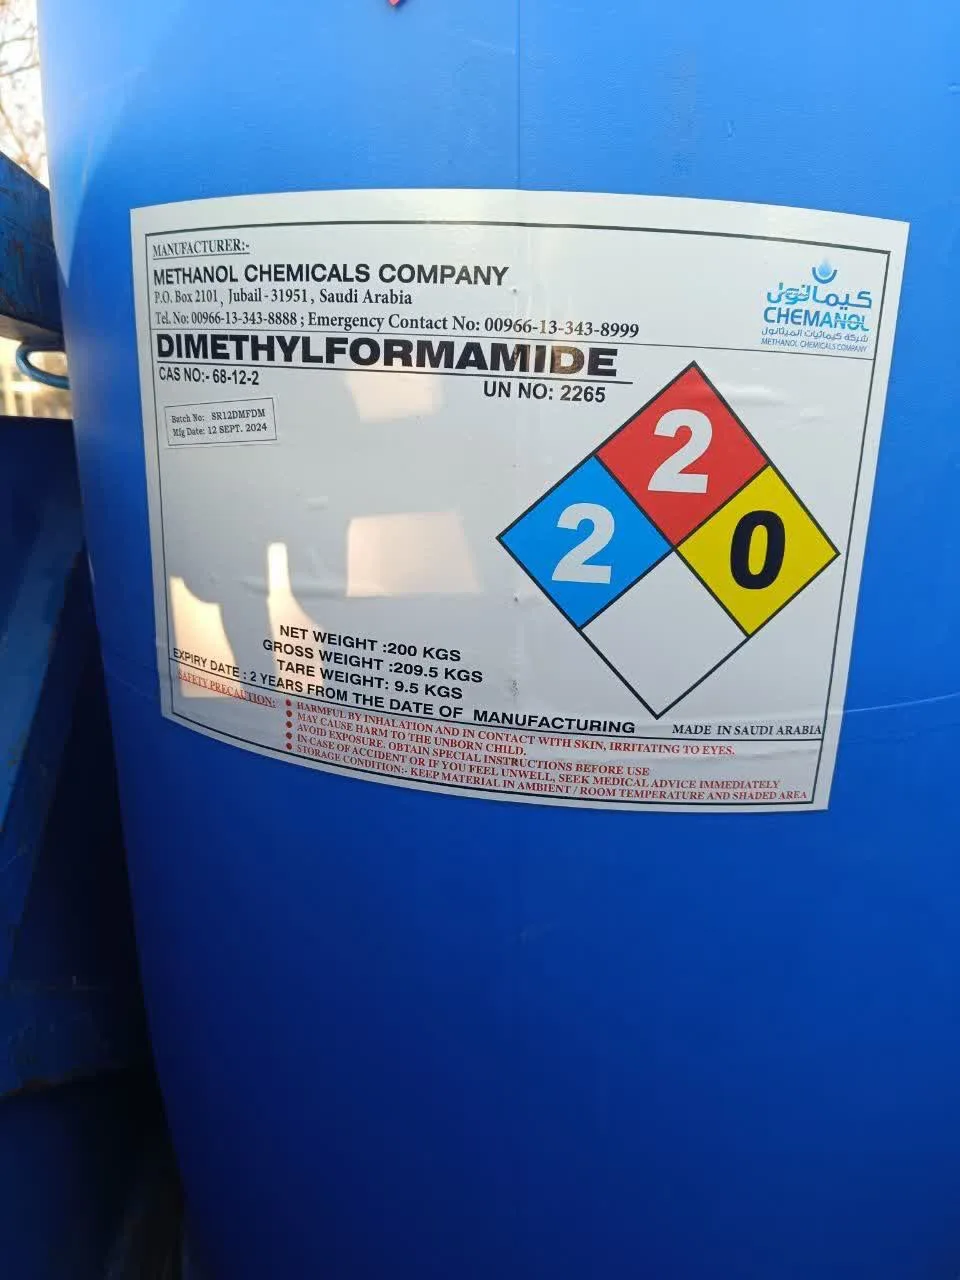 MANUFACTURER:-
METHANOL CHEMICALS COMPANY
P.O. Box 2101, Jubail - 31951, Saudi Arabia
Tel. No: 00966-13-343-8888 ; Emergency Contact No: 00966-13-343-8999
كيمانول
CHEMANOL
شركة كيميائيات الميثانول
METHANOL CHEMICALS COMPANY
DIMETHYLFORMAMIDE
CAS NO:- 68-12-2
UN NO: 2265
Batch No: SR12DMFDM
Mfg Date: 12 SEPT. 2024
2
2
0
NET WEIGHT :200 KGS
GROSS WEIGHT :209.5 KGS
TARE WEIGHT: 9.5 KGS
EXPIRY DATE : 2 YEARS FROM THE DATE OF MANUFACTURING
MADE IN SAUDI ARABIA
SAFETY PRECAUTION:
HARMFUL BY INHALATION AND IN CONTACT WITH SKIN, IRRITATING TO EYES.
MAY CAUSE HARM TO THE UNBORN CHILD.
AVOID EXPOSURE. OBTAIN SPECIAL INSTRUCTIONS BEFORE USE
IN CASE OF ACCIDENT OR IF YOU FEEL UNWELL, SEEK MEDICAL ADVICE IMMEDIATELY
STORAGE CONDITION:- KEEP MATERIAL IN AMBIENT / ROOM TEMPERATURE AND SHADED AREA